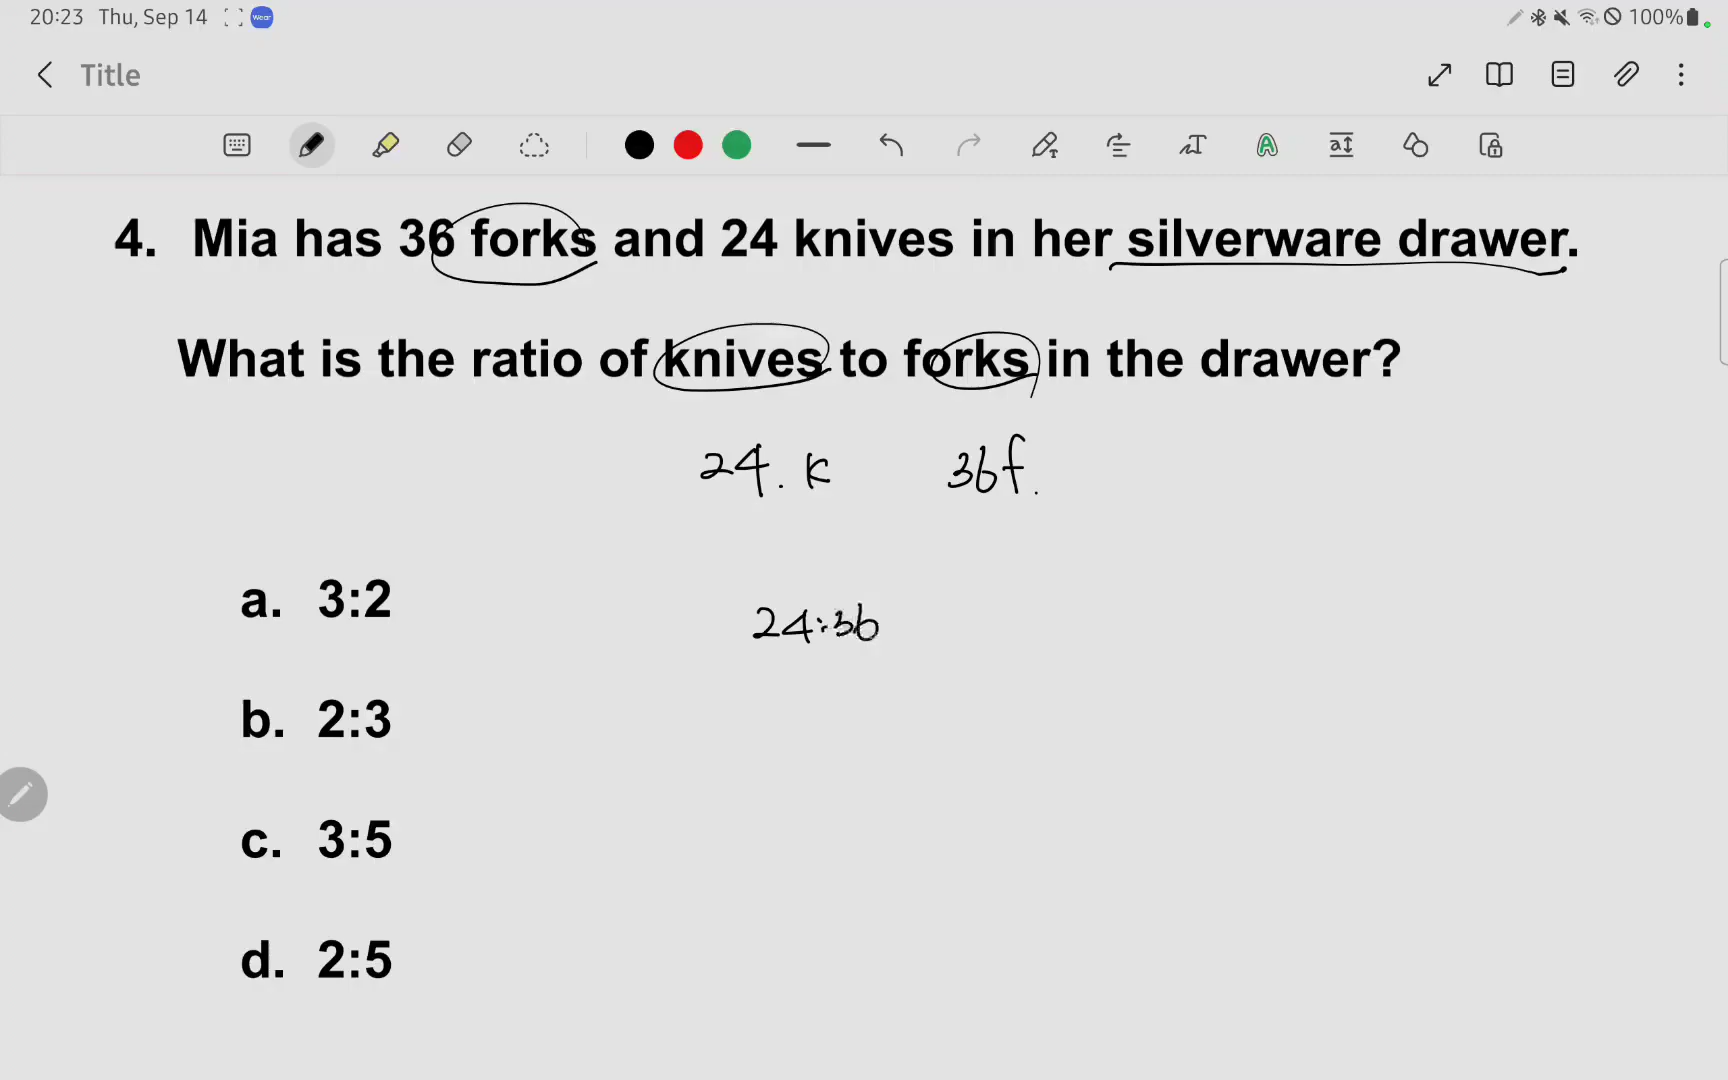 20:23 Thu, Sep 14 Wear 100%
Title
4. Mia has 36 forks and 24 knives in her silverware drawer.
What is the ratio of knives to forks in the drawer?
24. k 36f.
a. 3:2
24:36
b. 2:3
c. 3:5
d. 2:5